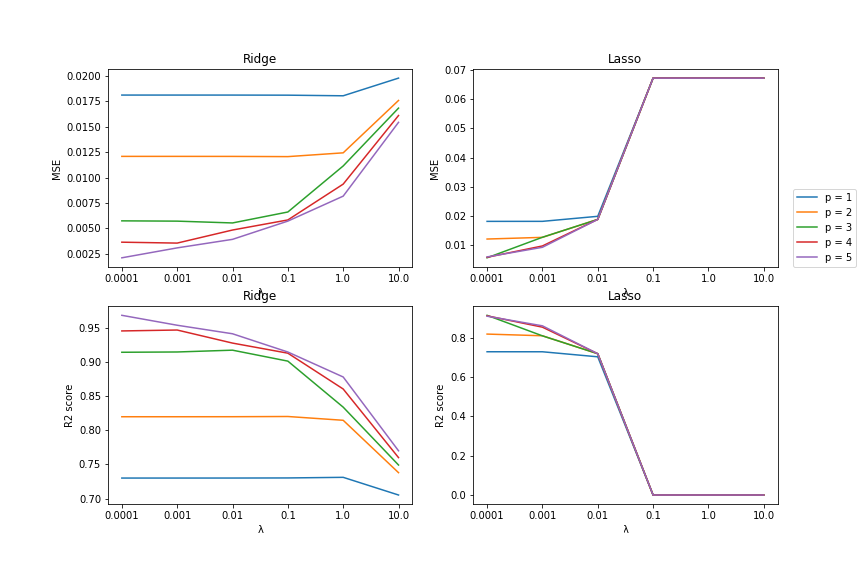 Ridge
MSE
0.0200
0.0175
0.0150
0.0125
0.0100
0.0075
0.0050
0.0025
0.0001 0.001 0.01 0.1 1.0 10.0
λ
Lasso
MSE
0.07
0.06
0.05
0.04
0.03
0.02
0.01
0.0001 0.001 0.01 0.1 1.0 10.0
λ
p = 1
p = 2
p = 3
p = 4
p = 5
Ridge
R2 score
0.95
0.90
0.85
0.80
0.75
0.70
0.0001 0.001 0.01 0.1 1.0 10.0
λ
Lasso
R2 score
0.8
0.6
0.4
0.2
0.0
0.0001 0.001 0.01 0.1 1.0 10.0
λ